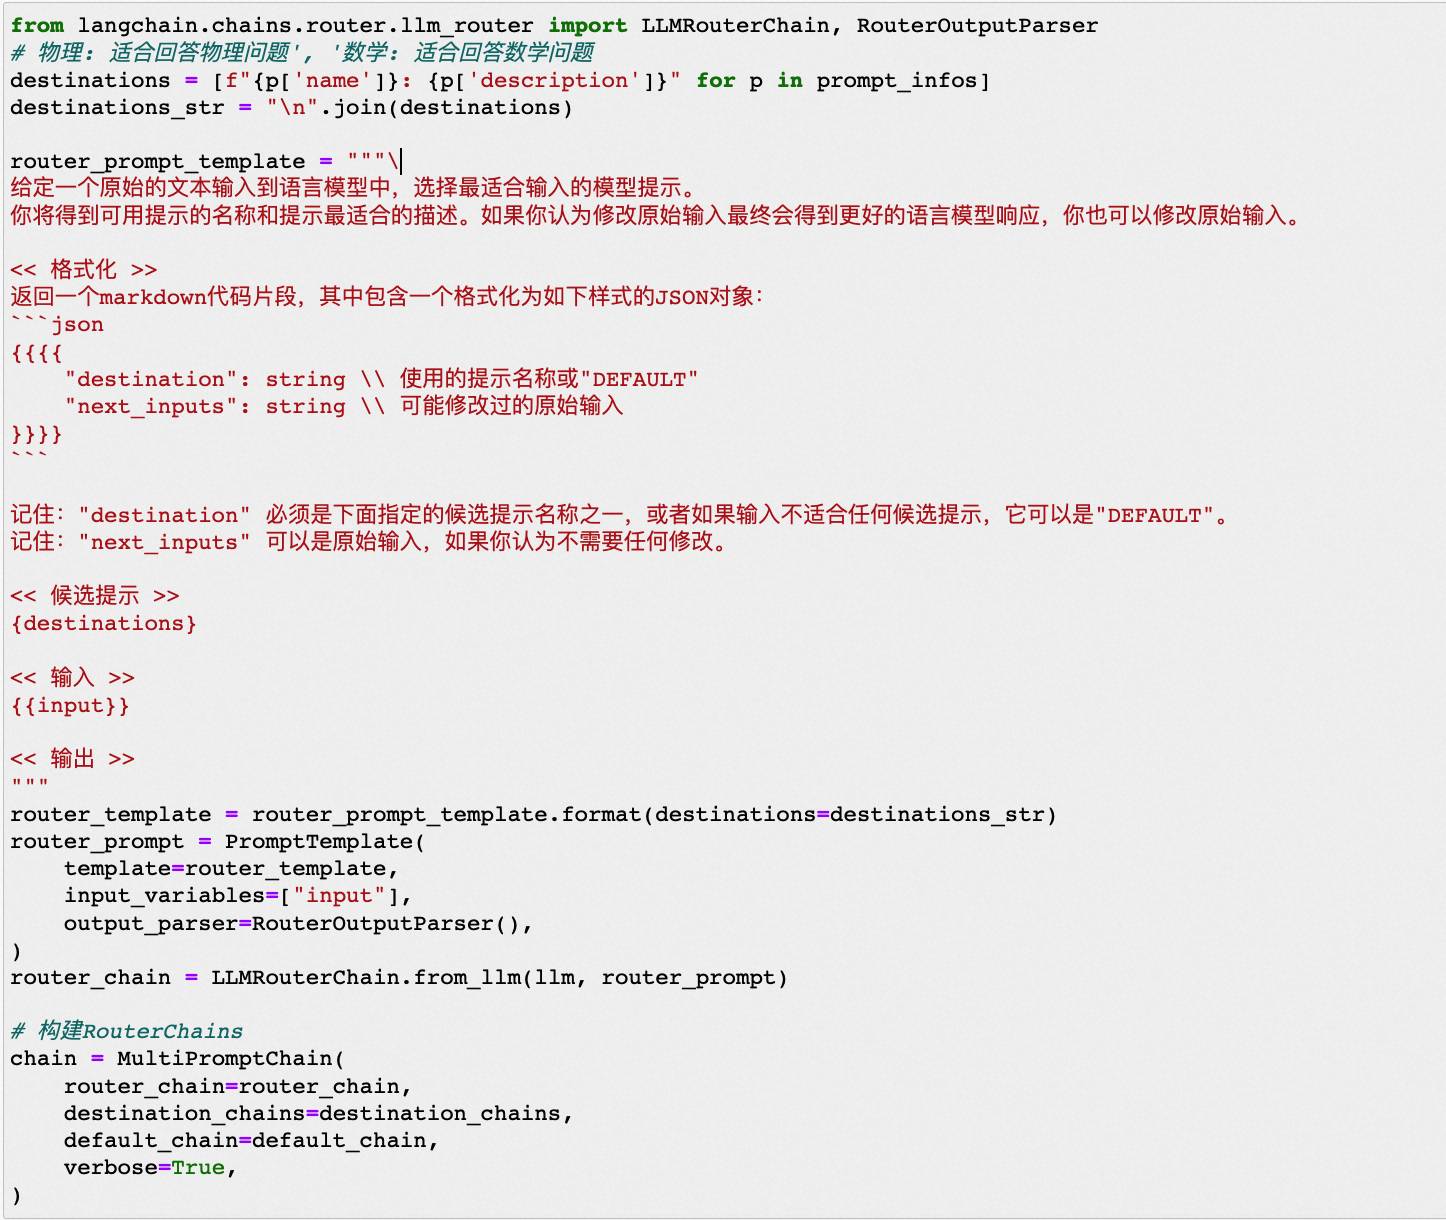 from langchain.chains.router.llm_router import LLMRouterChain, RouterOutputParser
# 物理: 适合回答物理问题', '数学: 适合回答数学问题
destinations = [f"{p['name']}: {p['description']}" for p in prompt_infos]
destinations_str = "\n".join(destinations)

router_prompt_template = """\
给定一个原始的文本输入到语言模型中，选择最适合输入的模型提示。
你将得到可用提示的名称和提示最适合的描述。如果你认为修改原始输入最终会得到更好的语言模型响应，你也可以修改原始输入。

<< 格式化 >>
返回一个markdown代码片段，其中包含一个格式化为如下样式的JSON对象：
```json
{{{{
    "destination": string \\ 使用的提示名称或"DEFAULT"
    "next_inputs": string \\ 可能修改过的原始输入
}}}}
```

记住："destination" 必须是下面指定的候选提示名称之一，或者如果输入不适合任何候选提示，它可以是"DEFAULT"。
记住："next_inputs" 可以是原始输入，如果你认为不需要任何修改。

<< 候选提示 >>
{destinations}

<< 输入 >>
{{input}}

<< 输出 >>
"""
router_template = router_prompt_template.format(destinations=destinations_str)
router_prompt = PromptTemplate(
    template=router_template,
    input_variables=["input"],
    output_parser=RouterOutputParser(),
)
router_chain = LLMRouterChain.from_llm(llm, router_prompt)

# 构建RouterChains
chain = MultiPromptChain(
    router_chain=router_chain,
    destination_chains=destination_chains,
    default_chain=default_chain,
    verbose=True,
)